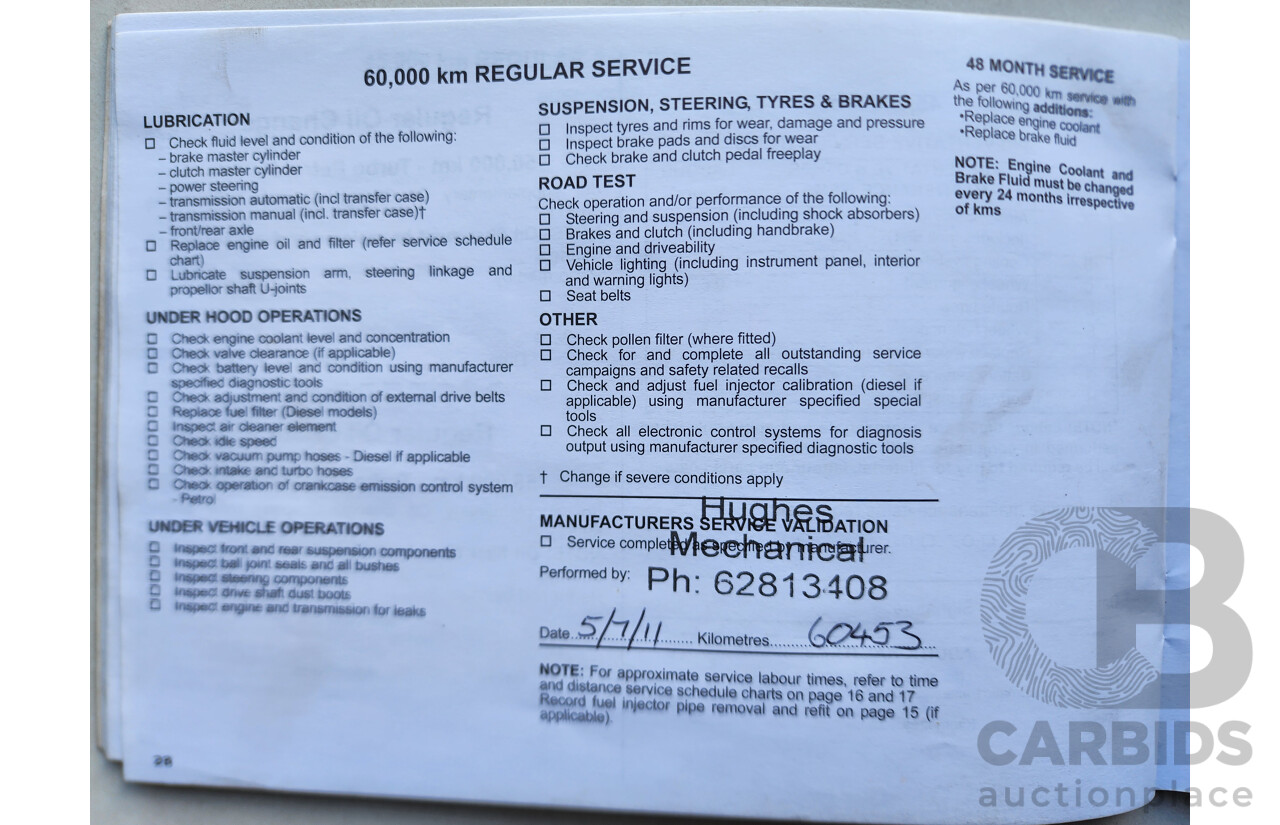 60,000 km REGULAR SERVICE
LUBRICATION
Check fluid level and condition of the following:
– brake master cylinder
– clutch master cylinder
– power steering
– transmission automatic (incl transfer case)
– transmission manual (incl. transfer case)†
– front/rear axle
Replace engine oil and filter (refer service schedule
chart)
Lubricate suspension arm, steering linkage and
propellor shaft U-joints
UNDER HOOD OPERATIONS
Check engine coolant level and concentration
Check valve clearance (if applicable)
Check battery level and condition using manufacturer
specified diagnostic tools
Check adjustment and condition of external drive belts
Replace fuel filter (Diesel models)
Inspect air cleaner element
Check idle speed
Check vacuum pump hoses - Diesel if applicable
Check intake and turbo hoses
Check operation of crankcase emission control system
- Petrol
UNDER VEHICLE OPERATIONS
Inspect front and rear suspension components
Inspect ball joint seals and all bushes
Inspect steering components
Inspect drive shaft dust boots
Inspect engine and transmission for leaks
SUSPENSION, STEERING, TYRES & BRAKES
Inspect tyres and rims for wear, damage and pressure
Inspect brake pads and discs for wear
Check brake and clutch pedal freeplay
ROAD TEST
Check operation and/or performance of the following:
Steering and suspension (including shock absorbers)
Brakes and clutch (including handbrake)
Engine and driveability
Vehicle lighting (including instrument panel, interior
and warning lights)
Seat belts
OTHER
Check pollen filter (where fitted)
Check for and complete all outstanding service
campaigns and safety related recalls
Check and adjust fuel injector calibration (diesel if
applicable) using manufacturer specified special
tools
Check all electronic control systems for diagnosis
output using manufacturer specified diagnostic tools
† Change if severe conditions apply
Hughes
MANUFACTURERS SERVICE VALIDATION
Service completed as specified by manufacturer.
Mechanical
Performed by:
Ph: 62813408
Date 5/7/11 Kilometres 60453
NOTE: For approximate service labour times, refer to time
and distance service schedule charts on page 16 and 17
Record fuel injector pipe removal and refit on page 15 (if
applicable).
48 MONTH SERVICE
As per 60,000 km service with
the following additions:
•Replace engine coolant
•Replace brake fluid
NOTE: Engine Coolant and
Brake Fluid must be changed
every 24 months irrespective
of kms
CB
CARBIDS
auctionplace